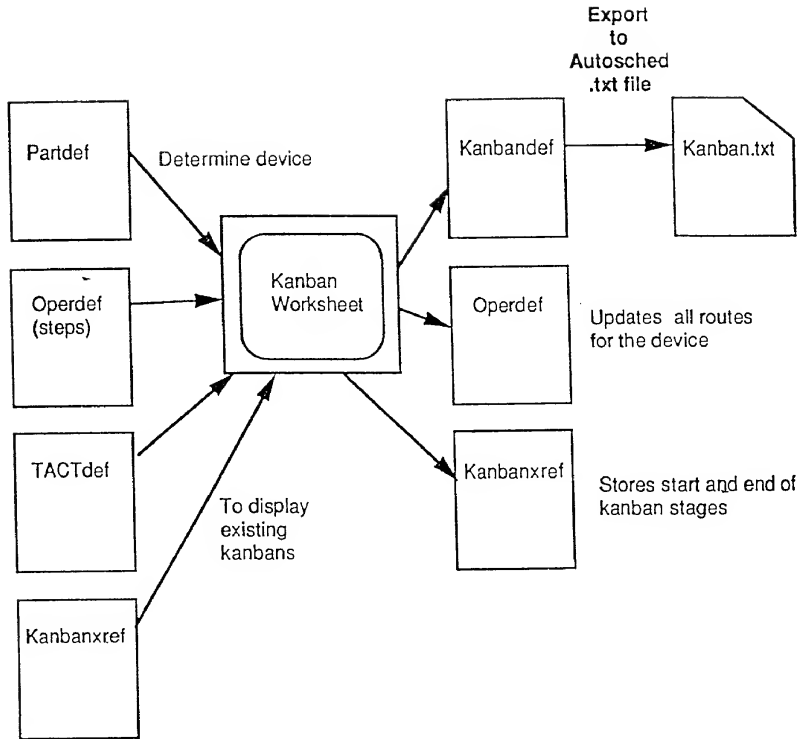 Export
to
Autosched
.txt file
Partdef
Determine device
Kanbandef
Kanban.txt
Kanban
Worksheet
Operdef
(steps)
Operdef
Updates all routes
for the device
TACTdef
Kanbanxref
Stores start and end of
kanban stages
To display
existing
kanbans
Kanbanxref